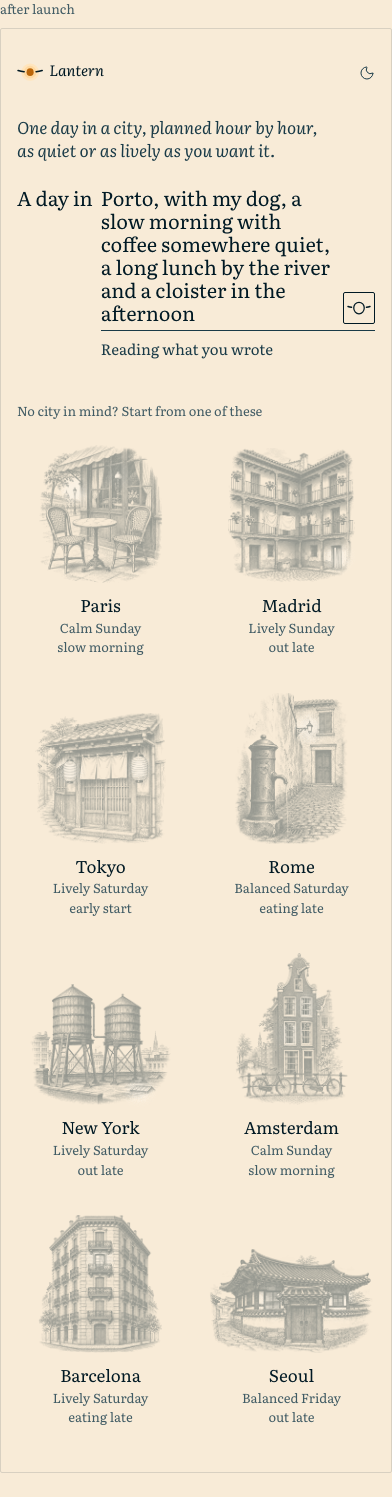 after launch
Lantern
One day in a city, planned hour by hour,
as quiet or as lively as you want it.
A day in Porto, with my dog, a
slow morning with
coffee somewhere quiet,
a long lunch by the river
and a cloister in the
afternoon
Reading what you wrote
No city in mind? Start from one of these
Paris
Calm Sunday
slow morning
Madrid
Lively Sunday
out late
Tokyo
Lively Saturday
early start
Rome
Balanced Saturday
eating late
New York
Lively Saturday
out late
Amsterdam
Calm Sunday
slow morning
Barcelona
Lively Saturday
eating late
Seoul
Balanced Friday
out late